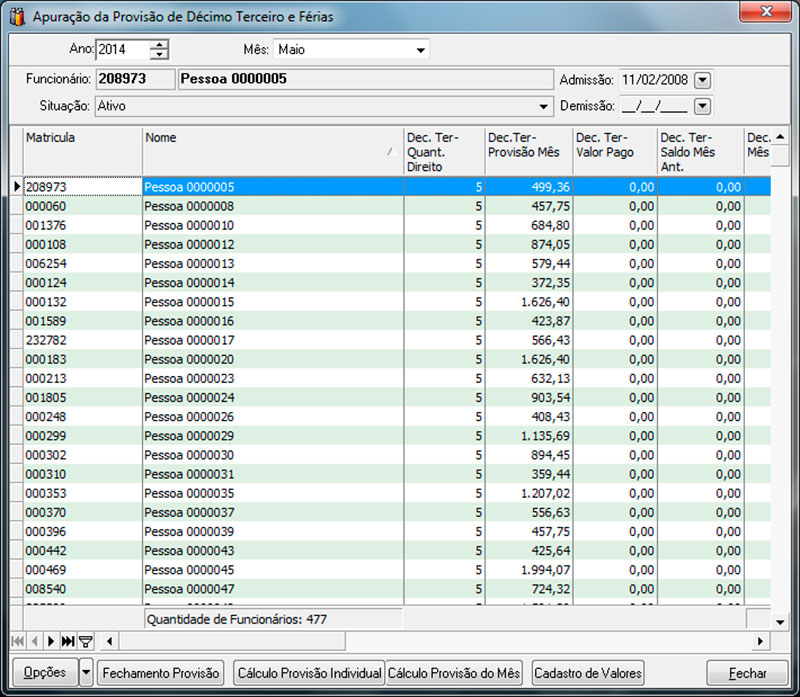 Apuração da Provisão de Décimo Terceiro e Férias
Ano: 2014 Mês: Maio
Funcionário: 208973 Pessoa 0000005 Admissão: 11/02/2008
Situação: Ativo Demissão: __/__/____
Matricula Nome Dec. Ter-Quant. Direito Dec.Ter-Provisão Mês Dec. Ter-Valor Pago Dec. Ter-Saldo Mês Ant. Dec. Mês
208973 Pessoa 0000005 5 499,36 0,00 0,00
000060 Pessoa 0000008 5 457,75 0,00 0,00
001376 Pessoa 0000010 5 684,80 0,00 0,00
000108 Pessoa 0000012 5 874,05 0,00 0,00
006254 Pessoa 0000013 5 579,44 0,00 0,00
000124 Pessoa 0000014 5 372,35 0,00 0,00
000132 Pessoa 0000015 5 1.626,40 0,00 0,00
001589 Pessoa 0000016 5 423,87 0,00 0,00
232782 Pessoa 0000017 5 566,43 0,00 0,00
000183 Pessoa 0000020 5 1.626,40 0,00 0,00
000213 Pessoa 0000023 5 632,13 0,00 0,00
001805 Pessoa 0000024 5 903,54 0,00 0,00
000248 Pessoa 0000026 5 408,43 0,00 0,00
000299 Pessoa 0000029 5 1.135,69 0,00 0,00
000302 Pessoa 0000030 5 894,45 0,00 0,00
000310 Pessoa 0000031 5 359,44 0,00 0,00
000353 Pessoa 0000035 5 1.207,02 0,00 0,00
000370 Pessoa 0000037 5 556,63 0,00 0,00
000396 Pessoa 0000039 5 457,75 0,00 0,00
000442 Pessoa 0000043 5 425,64 0,00 0,00
000469 Pessoa 0000045 5 1.994,07 0,00 0,00
008540 Pessoa 0000047 5 724,32 0,00 0,00
Quantidade de Funcionários: 477
Opções Fechamento Provisão Cálculo Provisão Individual Cálculo Provisão do Mês Cadastro de Valores Fechar